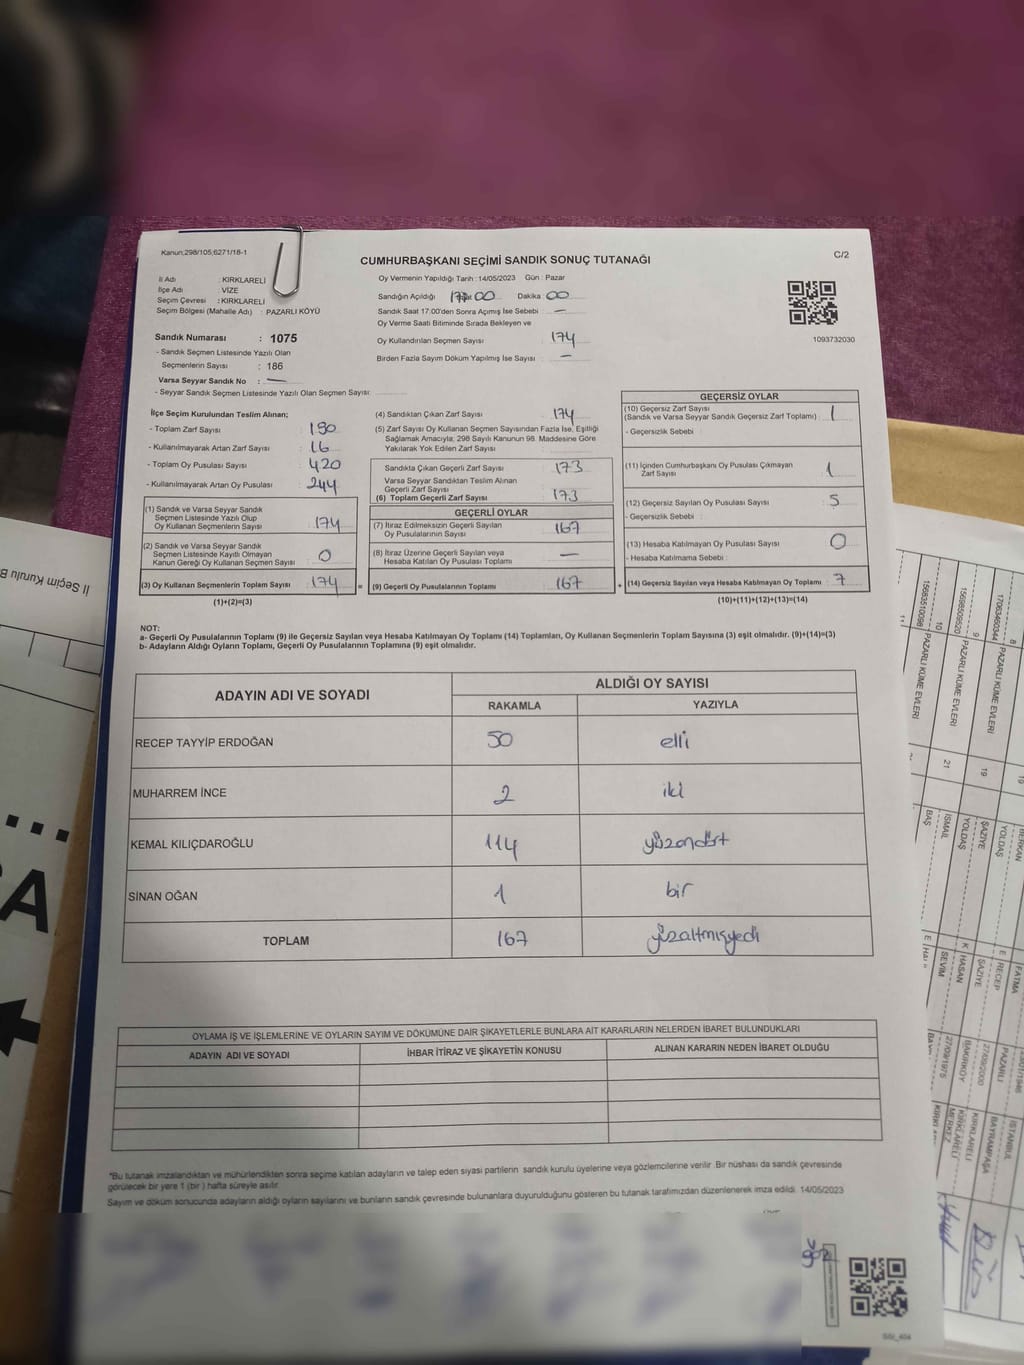 Kanun;298/105;6271/18-1
C/2
CUMHURBAŞKANI SEÇİMİ SANDIK SONUÇ TUTANAĞI
İl Adı : KIRKLARELİ
İlçe Adı : VİZE
Seçim Çevresi : KIRKLARELİ
Seçim Bölgesi (Mahalle Adı) : PAZARLI KÖYÜ
Sandık Numarası : 1075
- Sandık Seçmen Listesinde Yazılı Olan
Seçmenlerin Sayısı : 186
Varsa Seyyar Sandık No : —
- Seyyar Sandık Seçmen Listesinde Yazılı Olan Seçmen Sayısı:
Oy Vermenin Yapıldığı Tarih : 14/05/2023 Gün : Pazar
Sandığın Açıldığı 17:00 Dakika : 00
Sandık Saat 17:00'den Sonra Açımış İse Sebebi : —
Oy Verme Saati Bitiminde Sırada Bekleyen ve
Oy Kullandırılan Seçmen Sayısı : 174
Birden Fazla Sayım Döküm Yapılmış İse Sayısı : —
1093732030
İlçe Seçim Kurulundan Teslim Alınan;
- Toplam Zarf Sayısı : 190
- Kullanılmayarak Artan Zarf Sayısı : 16
- Toplam Oy Pusulası Sayısı : 420
- Kullanılmayarak Artan Oy Pusulası : 244
(1) Sandık ve Varsa Seyyar Sandık
Seçmen Listesinde Yazılı Olup
Oy Kullanan Seçmenlerin Sayısı : 174
(2) Sandık ve Varsa Seyyar Sandık
Seçmen Listesinde Kayıtlı Olmayan
Kanun Gereği Oy Kullanan Seçmen Sayısı : 0
(3) Oy Kullanan Seçmenlerin Toplam Sayısı : 174
(1)+(2)=(3)
(4) Sandıktan Çıkan Zarf Sayısı : 174
(5) Zarf Sayısı Oy Kullanan Seçmen Sayısından Fazla İse, Eşitliği
Sağlamak Amacıyla; 298 Sayılı Kanunun 98. Maddesine Göre
Yakılarak Yok Edilen Zarf Sayısı :
Sandıkta Çıkan Geçerli Zarf Sayısı : 173
Varsa Seyyar Sandıktan Teslim Alınan
Geçerli Zarf Sayısı :
(6) Toplam Geçerli Zarf Sayısı : 173
GEÇERLİ OYLAR
(7) İtiraz Edilmeksizin Geçerli Sayılan
Oy Pusulalarının Sayısı : 167
(8) İtiraz Üzerine Geçerli Sayılan veya
Hesaba Katılan Oy Pusulası Toplamı : —
= (9) Geçerli Oy Pusulalarının Toplamı : 167
GEÇERSİZ OYLAR
(10) Geçersiz Zarf Sayısı
(Sandık ve Varsa Seyyar Sandık Geçersiz Zarf Toplamı) : 1
- Geçersizlik Sebebi :
(11) İçinden Cumhurbaşkanı Oy Pusulası Çıkmayan
Zarf Sayısı : 1
(12) Geçersiz Sayılan Oy Pusulası Sayısı : 5
- Geçersizlik Sebebi :
(13) Hesaba Katılmayan Oy Pusulası Sayısı : 0
- Hesaba Katılmama Sebebi :
+ (14) Geçersiz Sayılan veya Hesaba Katılmayan Oy Toplamı : 7
(10)+(11)+(12)+(13)=(14)
NOT:
a- Geçerli Oy Pusulalarının Toplamı (9) ile Geçersiz Sayılan veya Hesaba Katılmayan Oy Toplamı (14) Toplamları, Oy Kullanan Seçmenlerin Toplam Sayısına (3) eşit olmalıdır. (9)+(14)=(3)
b- Adayların Aldığı Oyların Toplamı, Geçerli Oy Pusulalarının Toplamına (9) eşit olmalıdır.
ADAYIN ADI VE SOYADI ALDIĞI OY SAYISI
RAKAMLA YAZIYLA
RECEP TAYYİP ERDOĞAN 50 elli
MUHARREM İNCE 2 iki
KEMAL KILIÇDAROĞLU 114 yüzondört
SİNAN OĞAN 1 bir
TOPLAM 167 yüzaltmışyedi
OYLAMA İŞ VE İŞLEMLERİNE VE OYLARIN SAYIM VE DÖKÜMÜNE DAİR ŞİKAYETLERLE BUNLARA AİT KARARLARIN NELERDEN İBARET BULUNDUKLARI
ADAYIN ADI VE SOYADI İHBAR İTİRAZ VE ŞİKAYETİN KONUSU ALINAN KARARIN NEDEN İBARET OLDUĞU
*Bu tutanak imzalandıktan ve mühürlendikten sonra seçime katılan adayların ve talep eden siyasi partilerin sandık kurulu üyelerine veya gözlemcilerine verilir. Bir nüshası da sandık çevresinde
görülecek bir yere 1 (bir) hafta süreyle asılır.
Sayım ve döküm sonucunda adayların aldığı oyların sayılarını ve bunların sandık çevresinde bulunanlara duyurulduğunu gösteren bu tutanak tarafımızdan düzenlenerek imza edildi. 14/05/2023